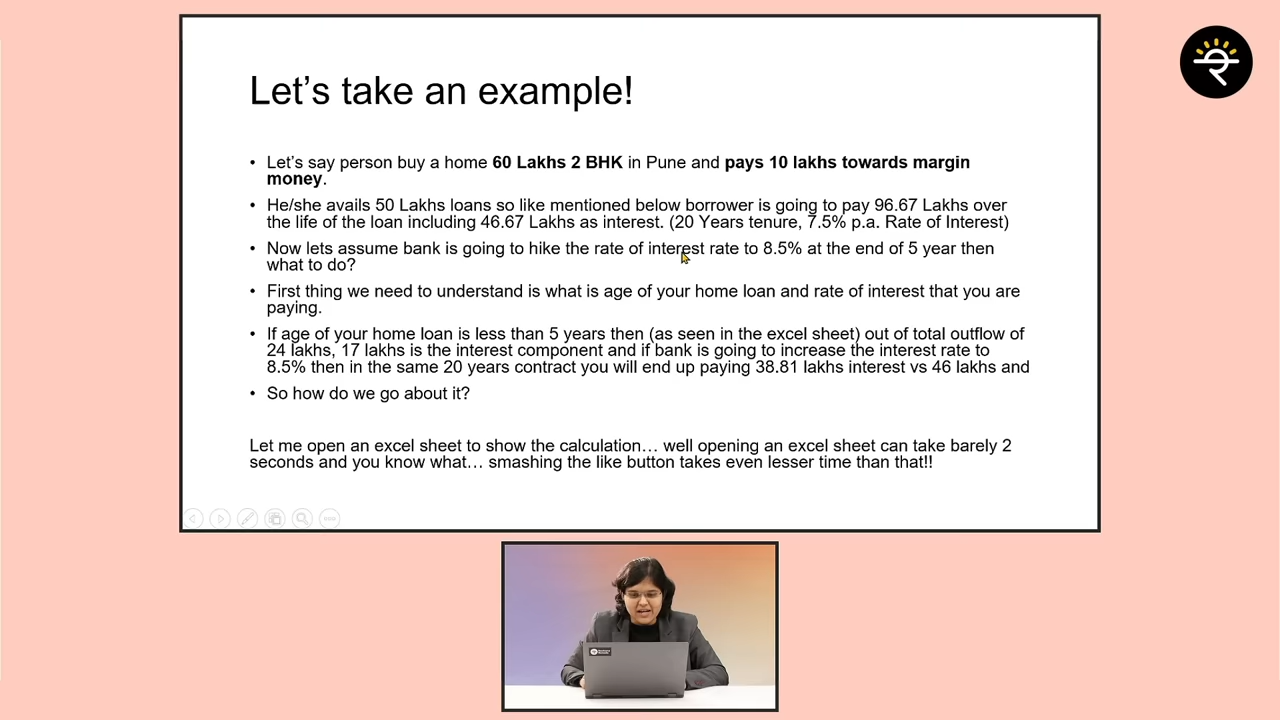 Let's take an example!
• Let's say person buy a home 60 Lakhs 2 BHK in Pune and pays 10 lakhs towards margin
money.
• He/she avails 50 Lakhs loans so like mentioned below borrower is going to pay 96.67 Lakhs over
the life of the loan including 46.67 Lakhs as interest. (20 Years tenure, 7.5% p.a. Rate of Interest)
• Now lets assume bank is going to hike the rate of interest rate to 8.5% at the end of 5 year then
what to do?
• First thing we need to understand is what is age of your home loan and rate of interest that you are
paying.
• If age of your home loan is less than 5 years then (as seen in the excel sheet) out of total outflow of
24 lakhs, 17 lakhs is the interest component and if bank is going to increase the interest rate to
8.5% then in the same 20 years contract you will end up paying 38.81 lakhs interest vs 46 lakhs and
• So how do we go about it?
Let me open an excel sheet to show the calculation… well opening an excel sheet can take barely 2
seconds and you know what… smashing the like button takes even lesser time than that!!